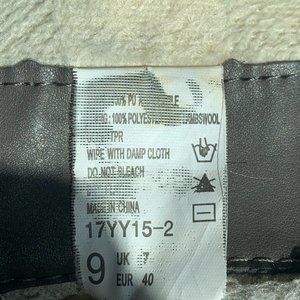 100% POLYESTER
TPR
WIPE WITH DAMP CLOTH
DO NOT BLEACH
MADE IN CHINA
17YY15-2
9 UK 7
EUR 40